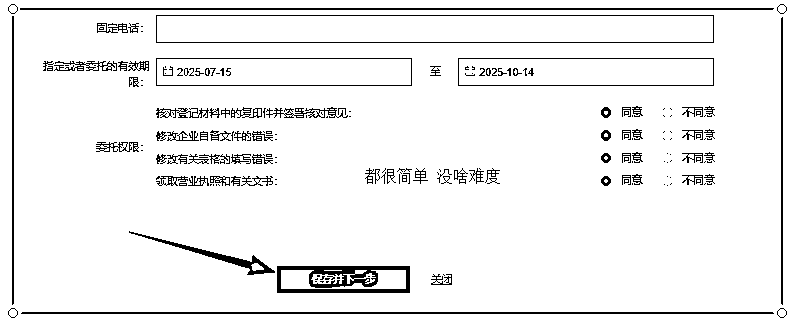 固定电话：
指定或者委托的有效期限： 2025-07-15 至 2025-10-14
委托权限：
核对登记材料中的复印件并签署核对意见： 同意 不同意
修改企业自备文件的错误： 同意 不同意
修改有关表格的填写错误： 同意 不同意
领取营业执照和有关文书： 同意 不同意
都很简单 没啥难度
保存并下一步 关闭